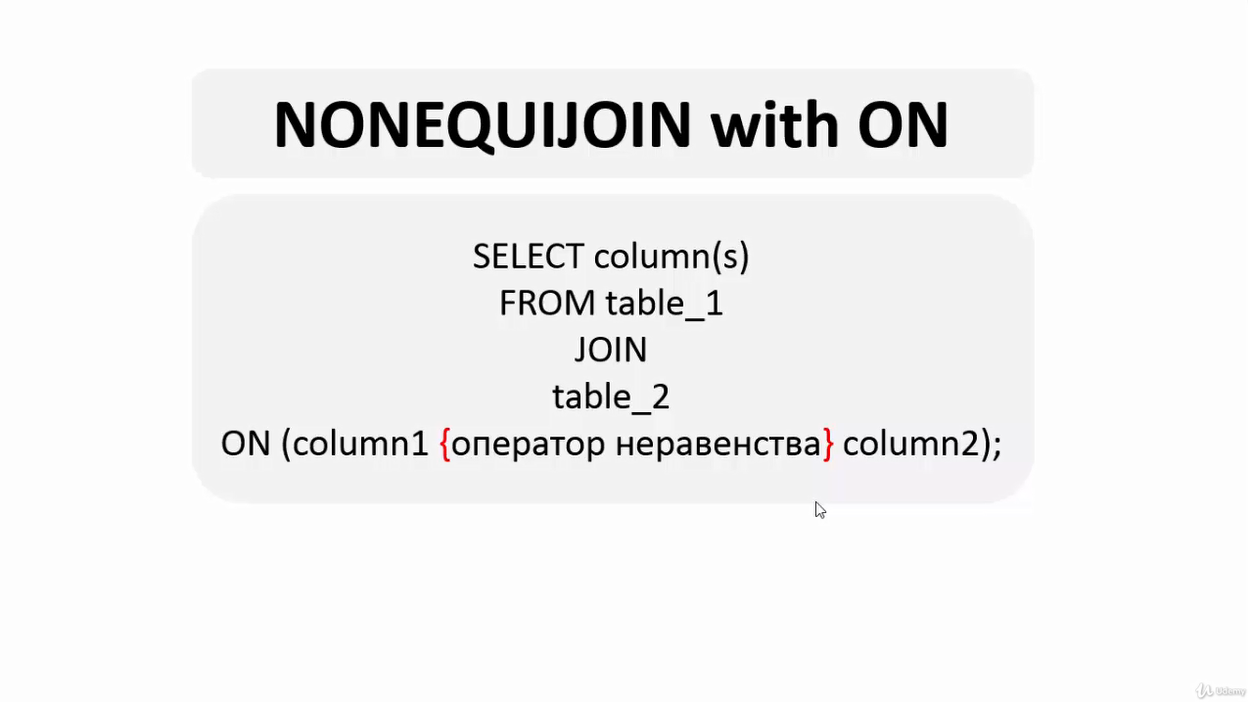 NONEQUIJOIN with ON
SELECT column(s)
FROM table_1
JOIN
table_2
ON (column1 {оператор неравенства} column2);
Udemy